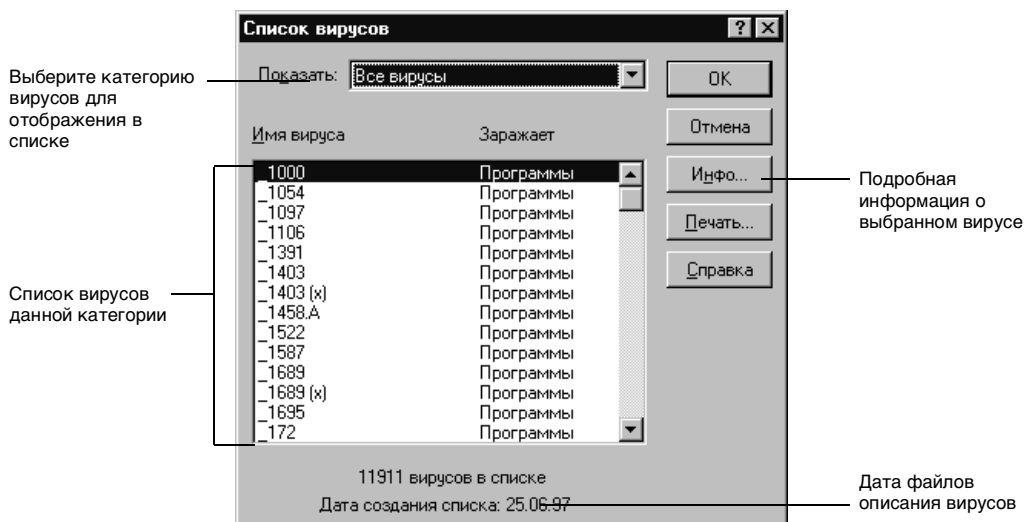 Список вирусов
Показать: Все вирусы
Выберите категорию
вирусов для
отображения в
списке
OK
Отмена
Инфо...
Печать...
Справка
Имя вируса Заражает
_1000 Программы
_1054 Программы
_1097 Программы
_1106 Программы
_1391 Программы
_1403 Программы
_1403 (x) Программы
_1458.A Программы
_1522 Программы
_1587 Программы
_1689 Программы
_1689 (x) Программы
_1695 Программы
_172 Программы
Список вирусов
данной категории
Подробная
информация о
выбранном вирусе
11911 вирусов в списке
Дата создания списка: 25.06.97
Дата файлов
описания вирусов